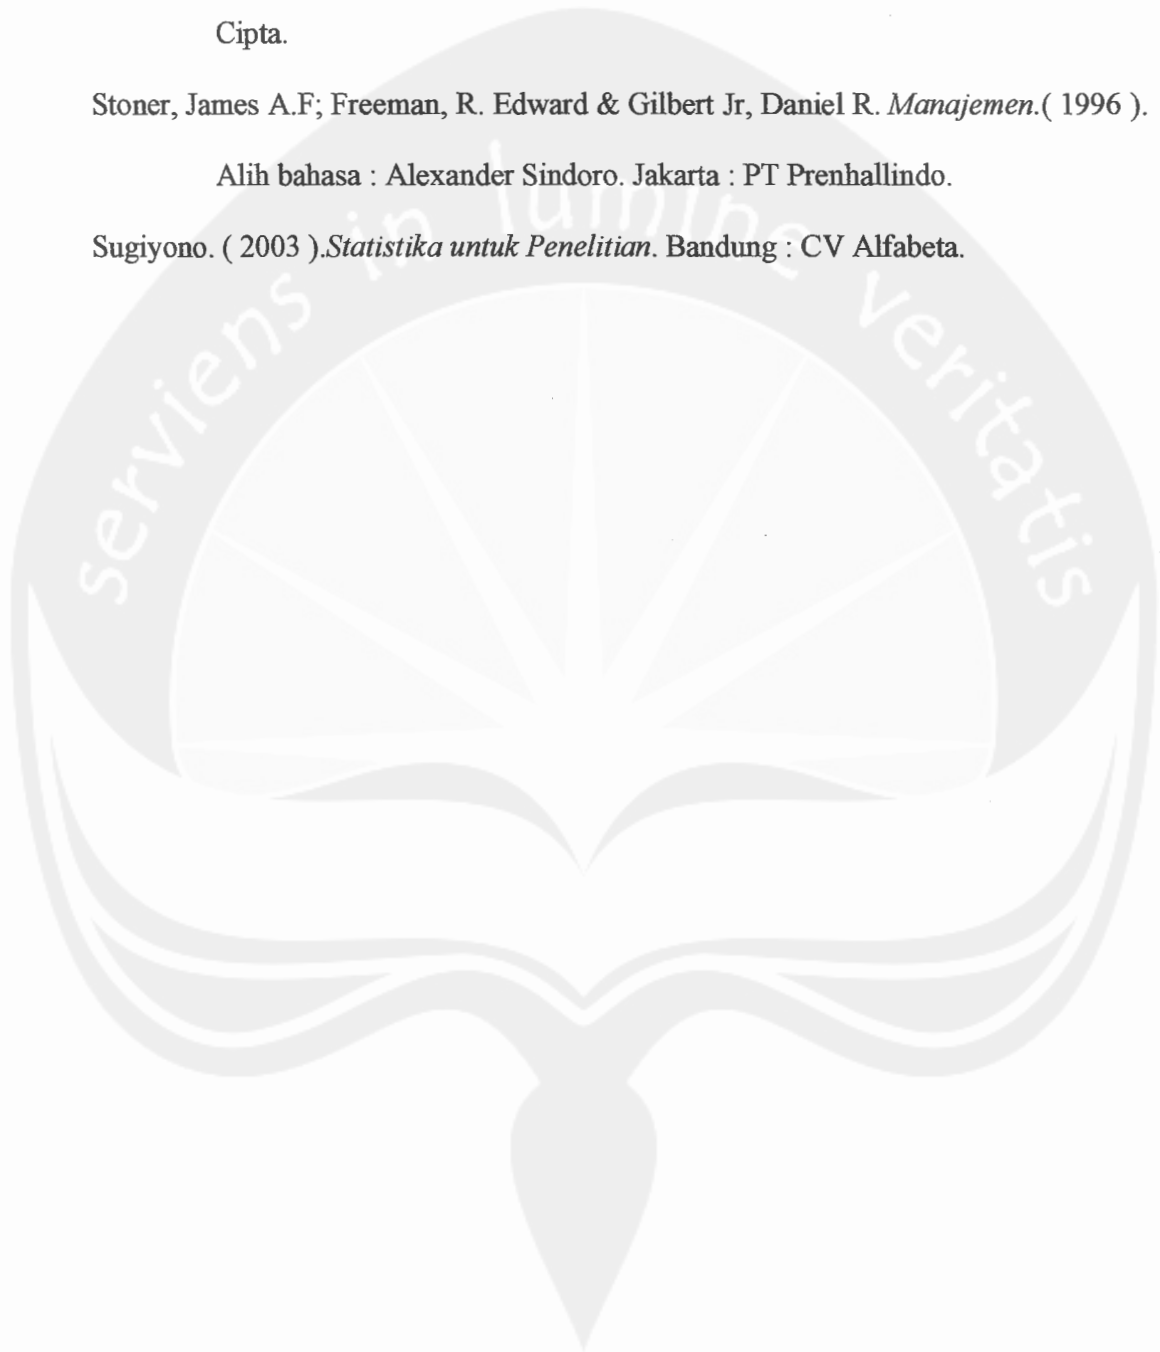 Cipta.
Stoner, James A.F; Freeman, R. Edward & Gilbert Jr, Daniel R. Manajemen.( 1996 ).
Alih bahasa : Alexander Sindoro. Jakarta : PT Prenhallindo.
Sugiyono. ( 2003 ).Statistika untuk Penelitian. Bandung : CV Alfabeta.
serviens in lumine veritatis